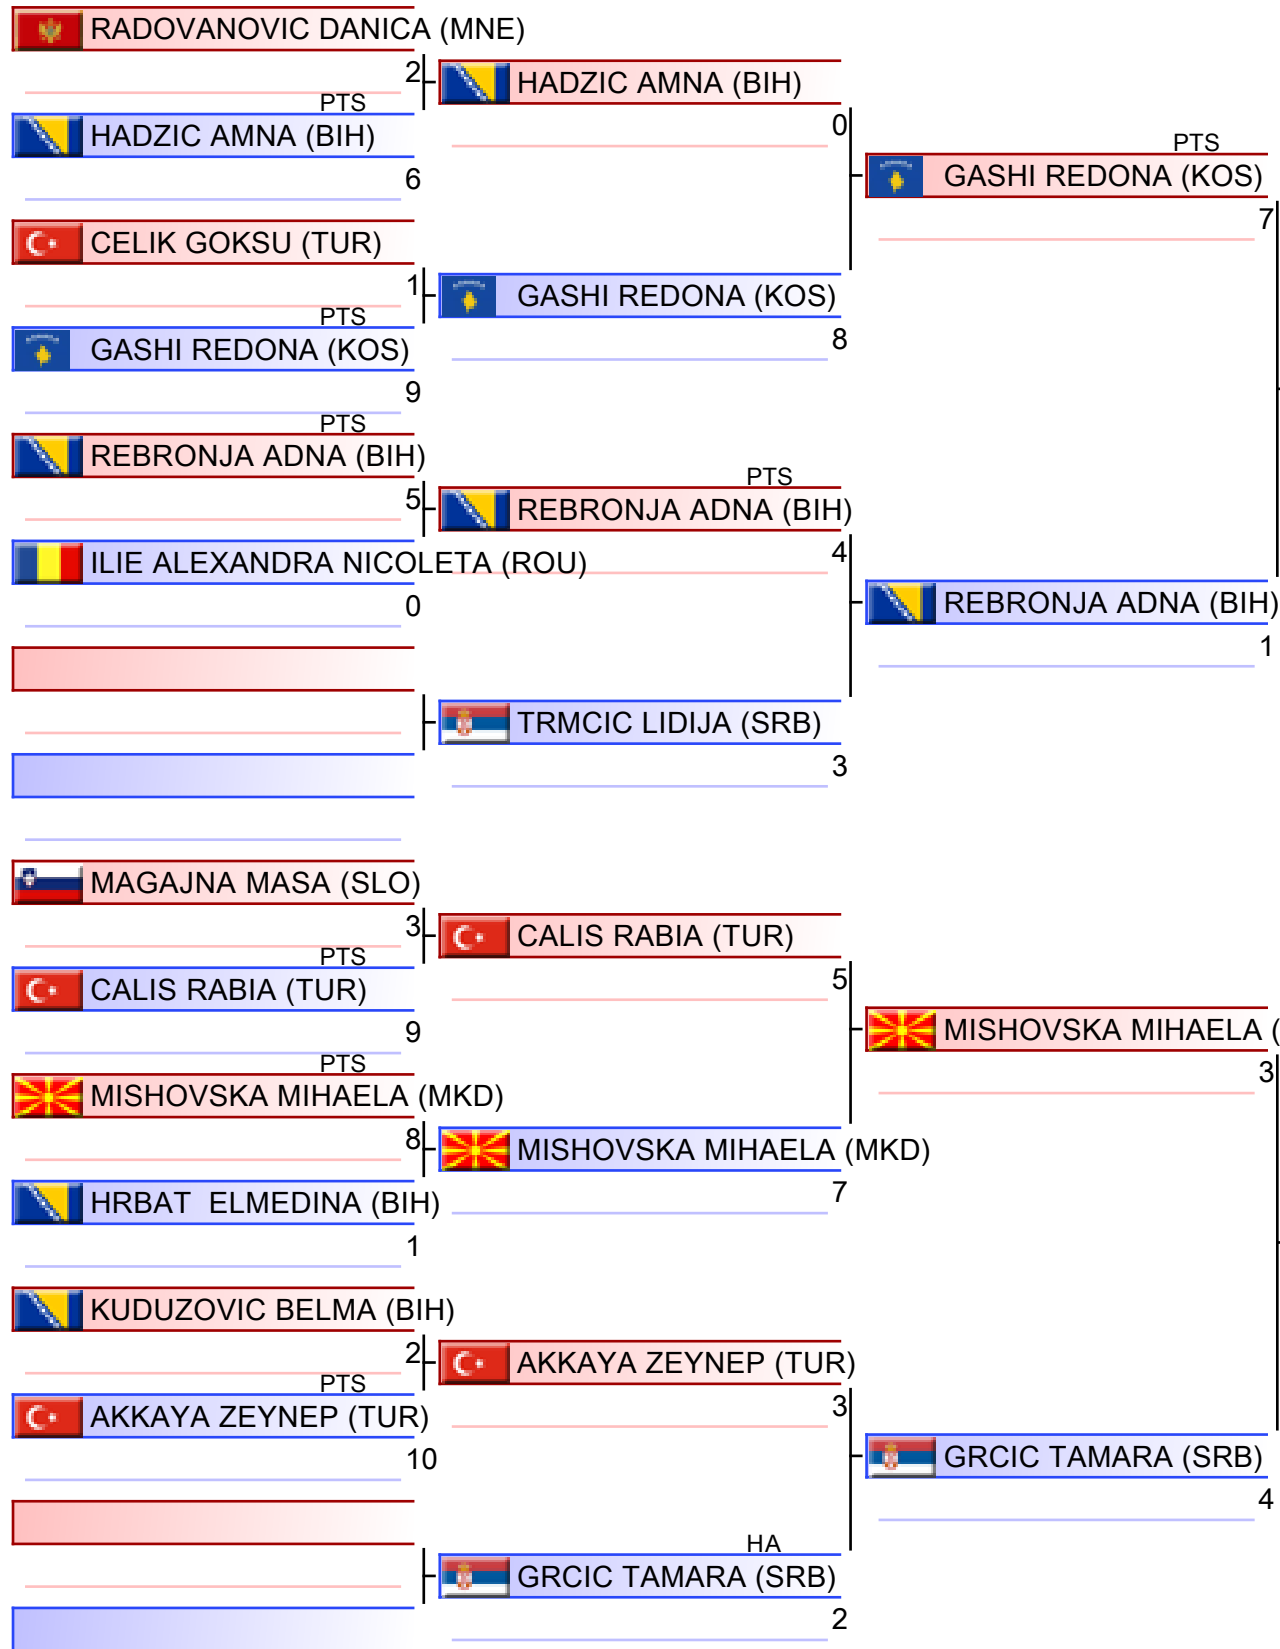 RADOVANOVIC DANICA (MNE)
2
PTS
HADZIC AMNA (BIH)
6
CELIK GOKSU (TUR)
1
PTS
GASHI REDONA (KOS)
9
PTS
REBRONJA ADNA (BIH)
5
ILIE ALEXANDRA NICOLETA (ROU)
0
MAGAJNA MASA (SLO)
3
PTS
CALIS RABIA (TUR)
9
PTS
MISHOVSKA MIHAELA (MKD)
8
HRBAT ELMEDINA (BIH)
1
KUDUZOVIC BELMA (BIH)
2
PTS
AKKAYA ZEYNEP (TUR)
10
HADZIC AMNA (BIH)
0
GASHI REDONA (KOS)
8
PTS
REBRONJA ADNA (BIH)
4
TRMCIC LIDIJA (SRB)
3
CALIS RABIA (TUR)
5
MISHOVSKA MIHAELA (MKD)
7
AKKAYA ZEYNEP (TUR)
3
HA
GRCIC TAMARA (SRB)
2
PTS
GASHI REDONA (KOS)
7
REBRONJA ADNA (BIH)
1
MISHOVSKA MIHAELA (
3
GRCIC TAMARA (SRB)
4